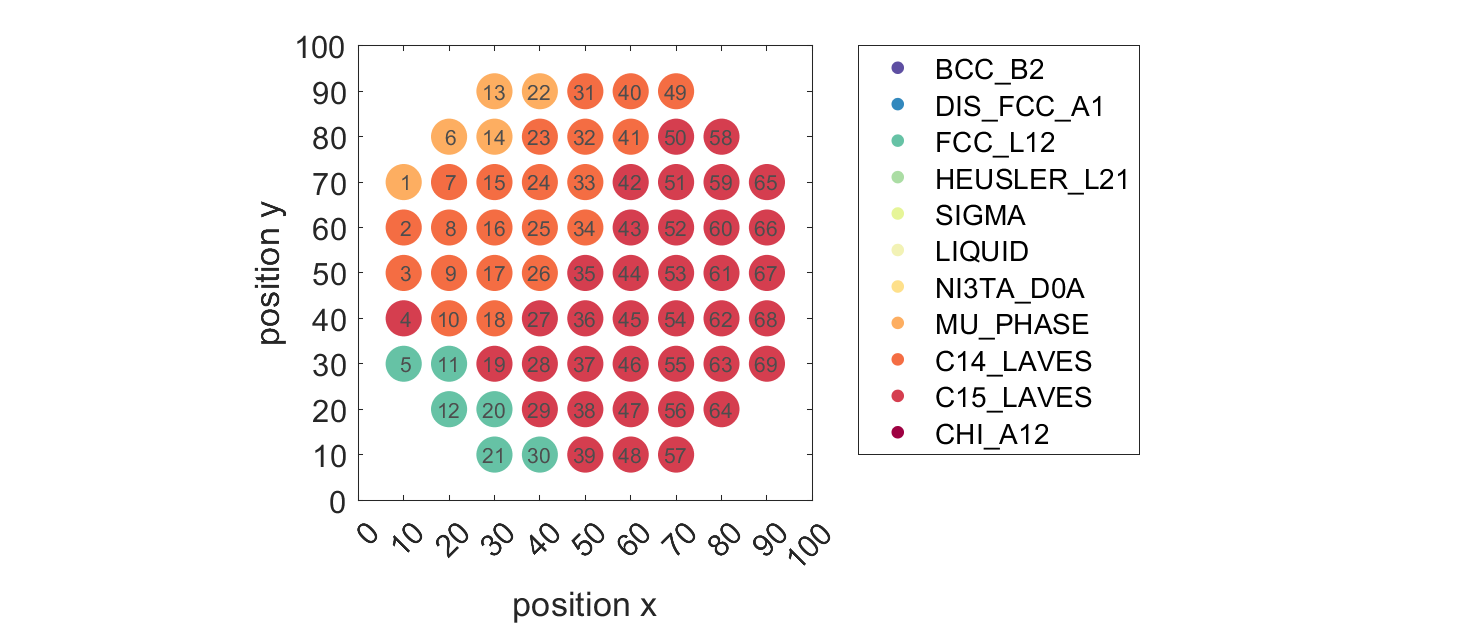 100
90
80
70
60
50
40
30
20
10
0
position y
13 22 31 40 49
6 14 23 32 41 50 58
1 7 15 24 33 42 51 59 65
2 8 16 25 34 43 52 60 66
3 9 17 26 35 44 53 61 67
4 10 18 27 36 45 54 62 68
5 11 19 28 37 46 55 63 69
12 20 29 38 47 56 64
21 30 39 48 57
0 10 20 30 40 50 60 70 80 90 100
position x
BCC_B2
DIS_FCC_A1
FCC_L12
HEUSLER_L21
SIGMA
LIQUID
NI3TA_D0A
MU_PHASE
C14_LAVES
C15_LAVES
CHI_A12